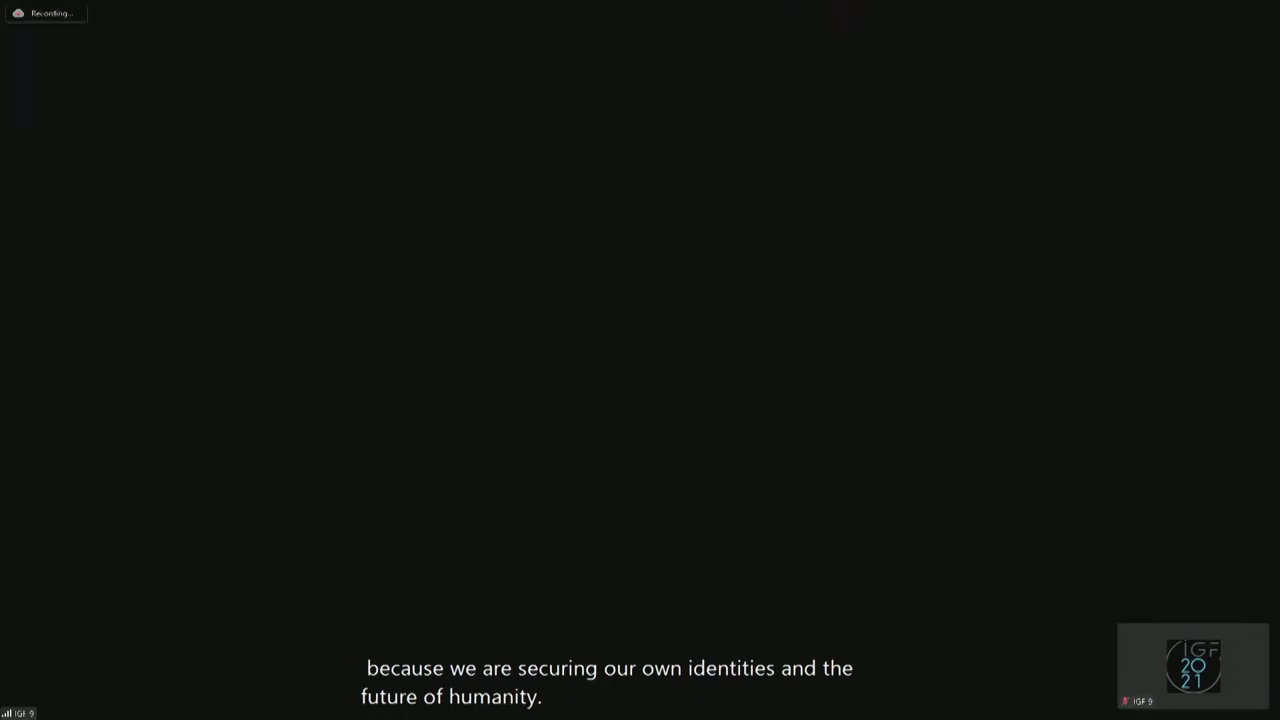 Recording...
because we are securing our own identities and the
future of humanity.
IGF
20
21
IGF 9
IGF 9